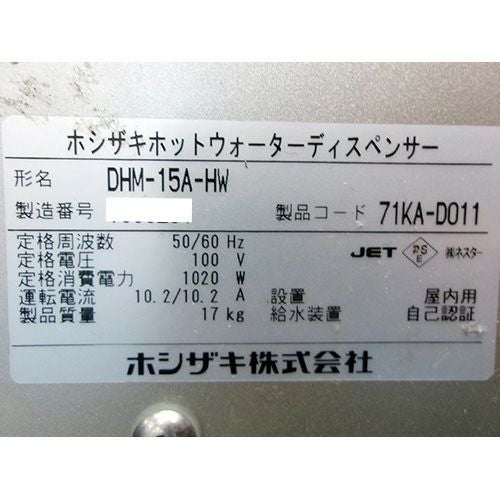 ホシザキホットウォーターディスペンサー
形名 DHM-15A-HW
製造番号 製品コード 71KA-D011
定格周波数 50/60 Hz JET PS E ㈱ネスター
定格電圧 100 V
定格消費電力 1020 W
運転電流 10.2/10.2 A 設置 屋内用
製品質量 17 kg 給水装置 自己認証
ホシザキ株式会社